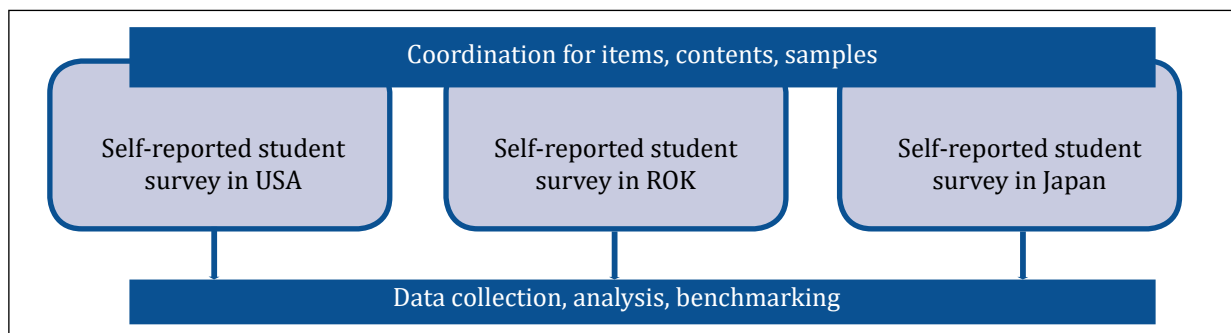 Coordination for items, contents, samples
Self-reported student
survey in USA
Self-reported student
survey in ROK
Self-reported student
survey in Japan
Data collection, analysis, benchmarking